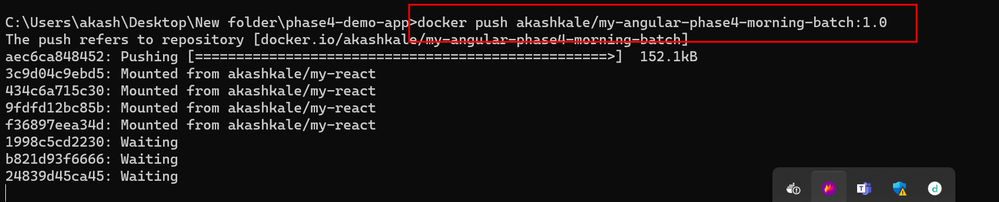 C:\Users\akash\Desktop\New folder\phase4-demo-app>docker push akashkale/my-angular-phase4-morning-batch:1.0
The push refers to repository [docker.io/akashkale/my-angular-phase4-morning-batch]
aec6ca848452: Pushing [==================================================>]  152.1kB
3c9d04c9ebd5: Mounted from akashkale/my-react
434c6a715c30: Mounted from akashkale/my-react
9fdfd12bc85b: Mounted from akashkale/my-react
f36897eea34d: Mounted from akashkale/my-react
1998c5cd2230: Waiting
b821d93f6666: Waiting
24839d45ca45: Waiting